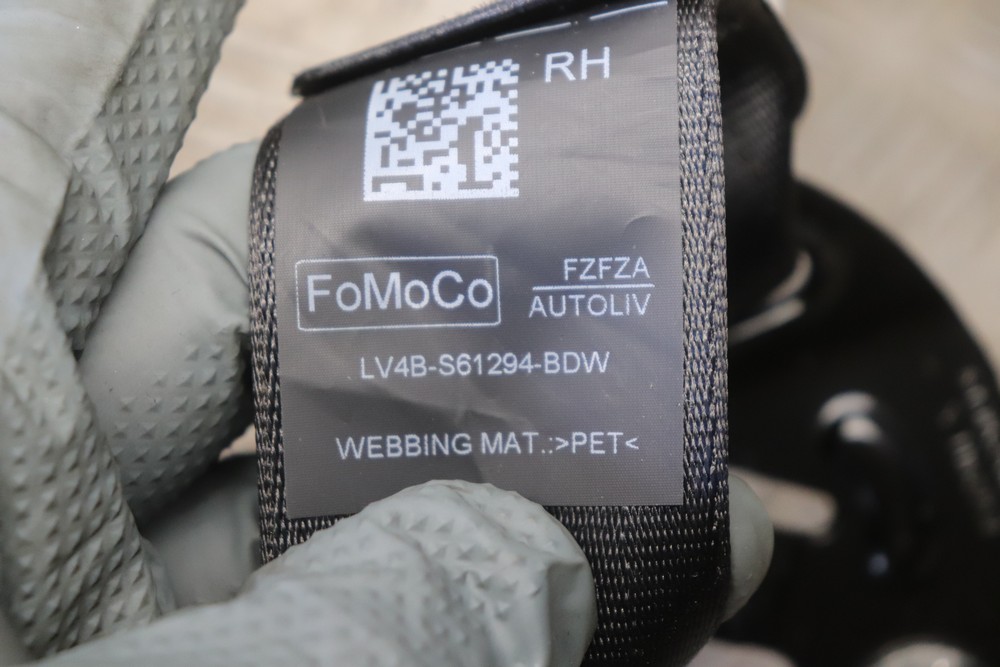 RH
FoMoCo
FZFZA
AUTOLIV
LV4B-S61294-BDW
WEBBING MAT.:>PET<